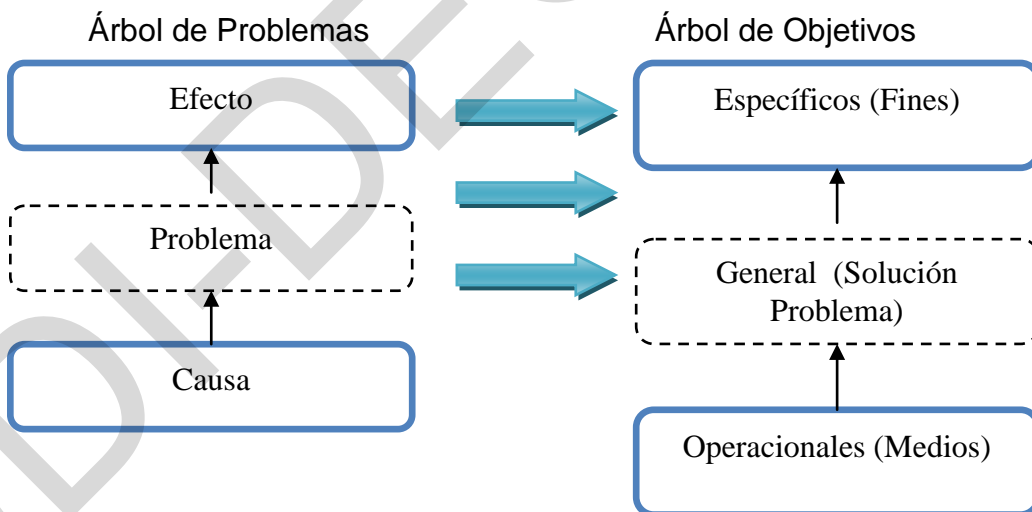 Árbol de Problemas
Efecto
Problema
Causa
Árbol de Objetivos
Específicos (Fines)
General (Solución
Problema)
Operacionales (Medios)